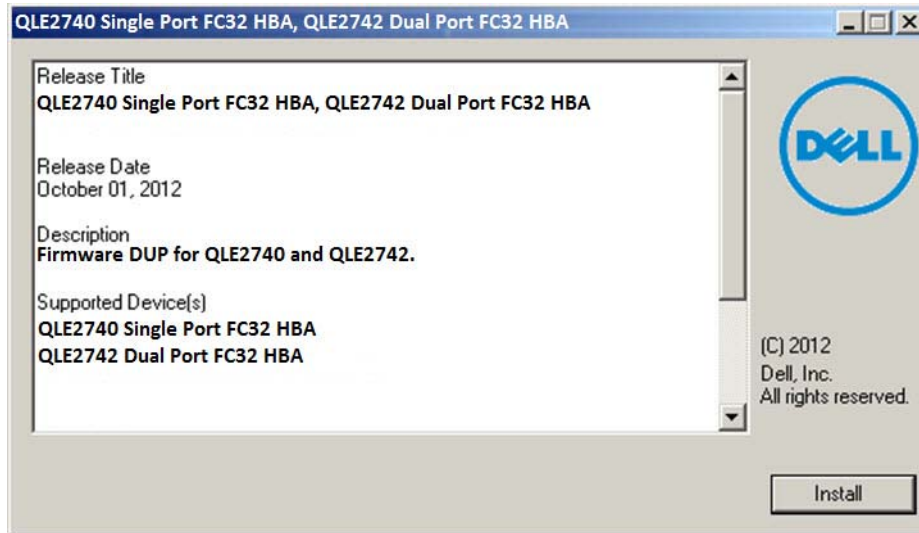 QLE2740 Single Port FC32 HBA, QLE2742 Dual Port FC32 HBA
Release Title
QLE2740 Single Port FC32 HBA, QLE2742 Dual Port FC32 HBA
Release Date
October 01, 2012
Description
Firmware DUP for QLE2740 and QLE2742.
Supported Device(s)
QLE2740 Single Port FC32 HBA
QLE2742 Dual Port FC32 HBA
DELL
(C) 2012
Dell, Inc.
All rights reserved.
Install